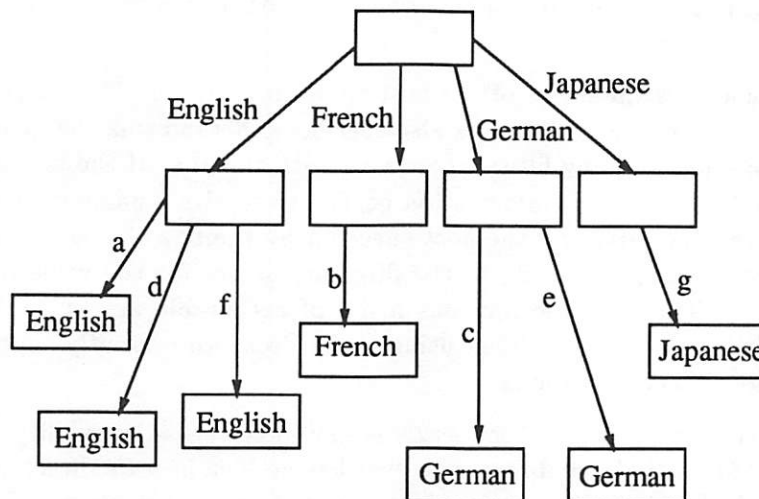 English
French
German
Japanese
a
d
f
b
c
e
g
English
French
Japanese
English
English
German
German